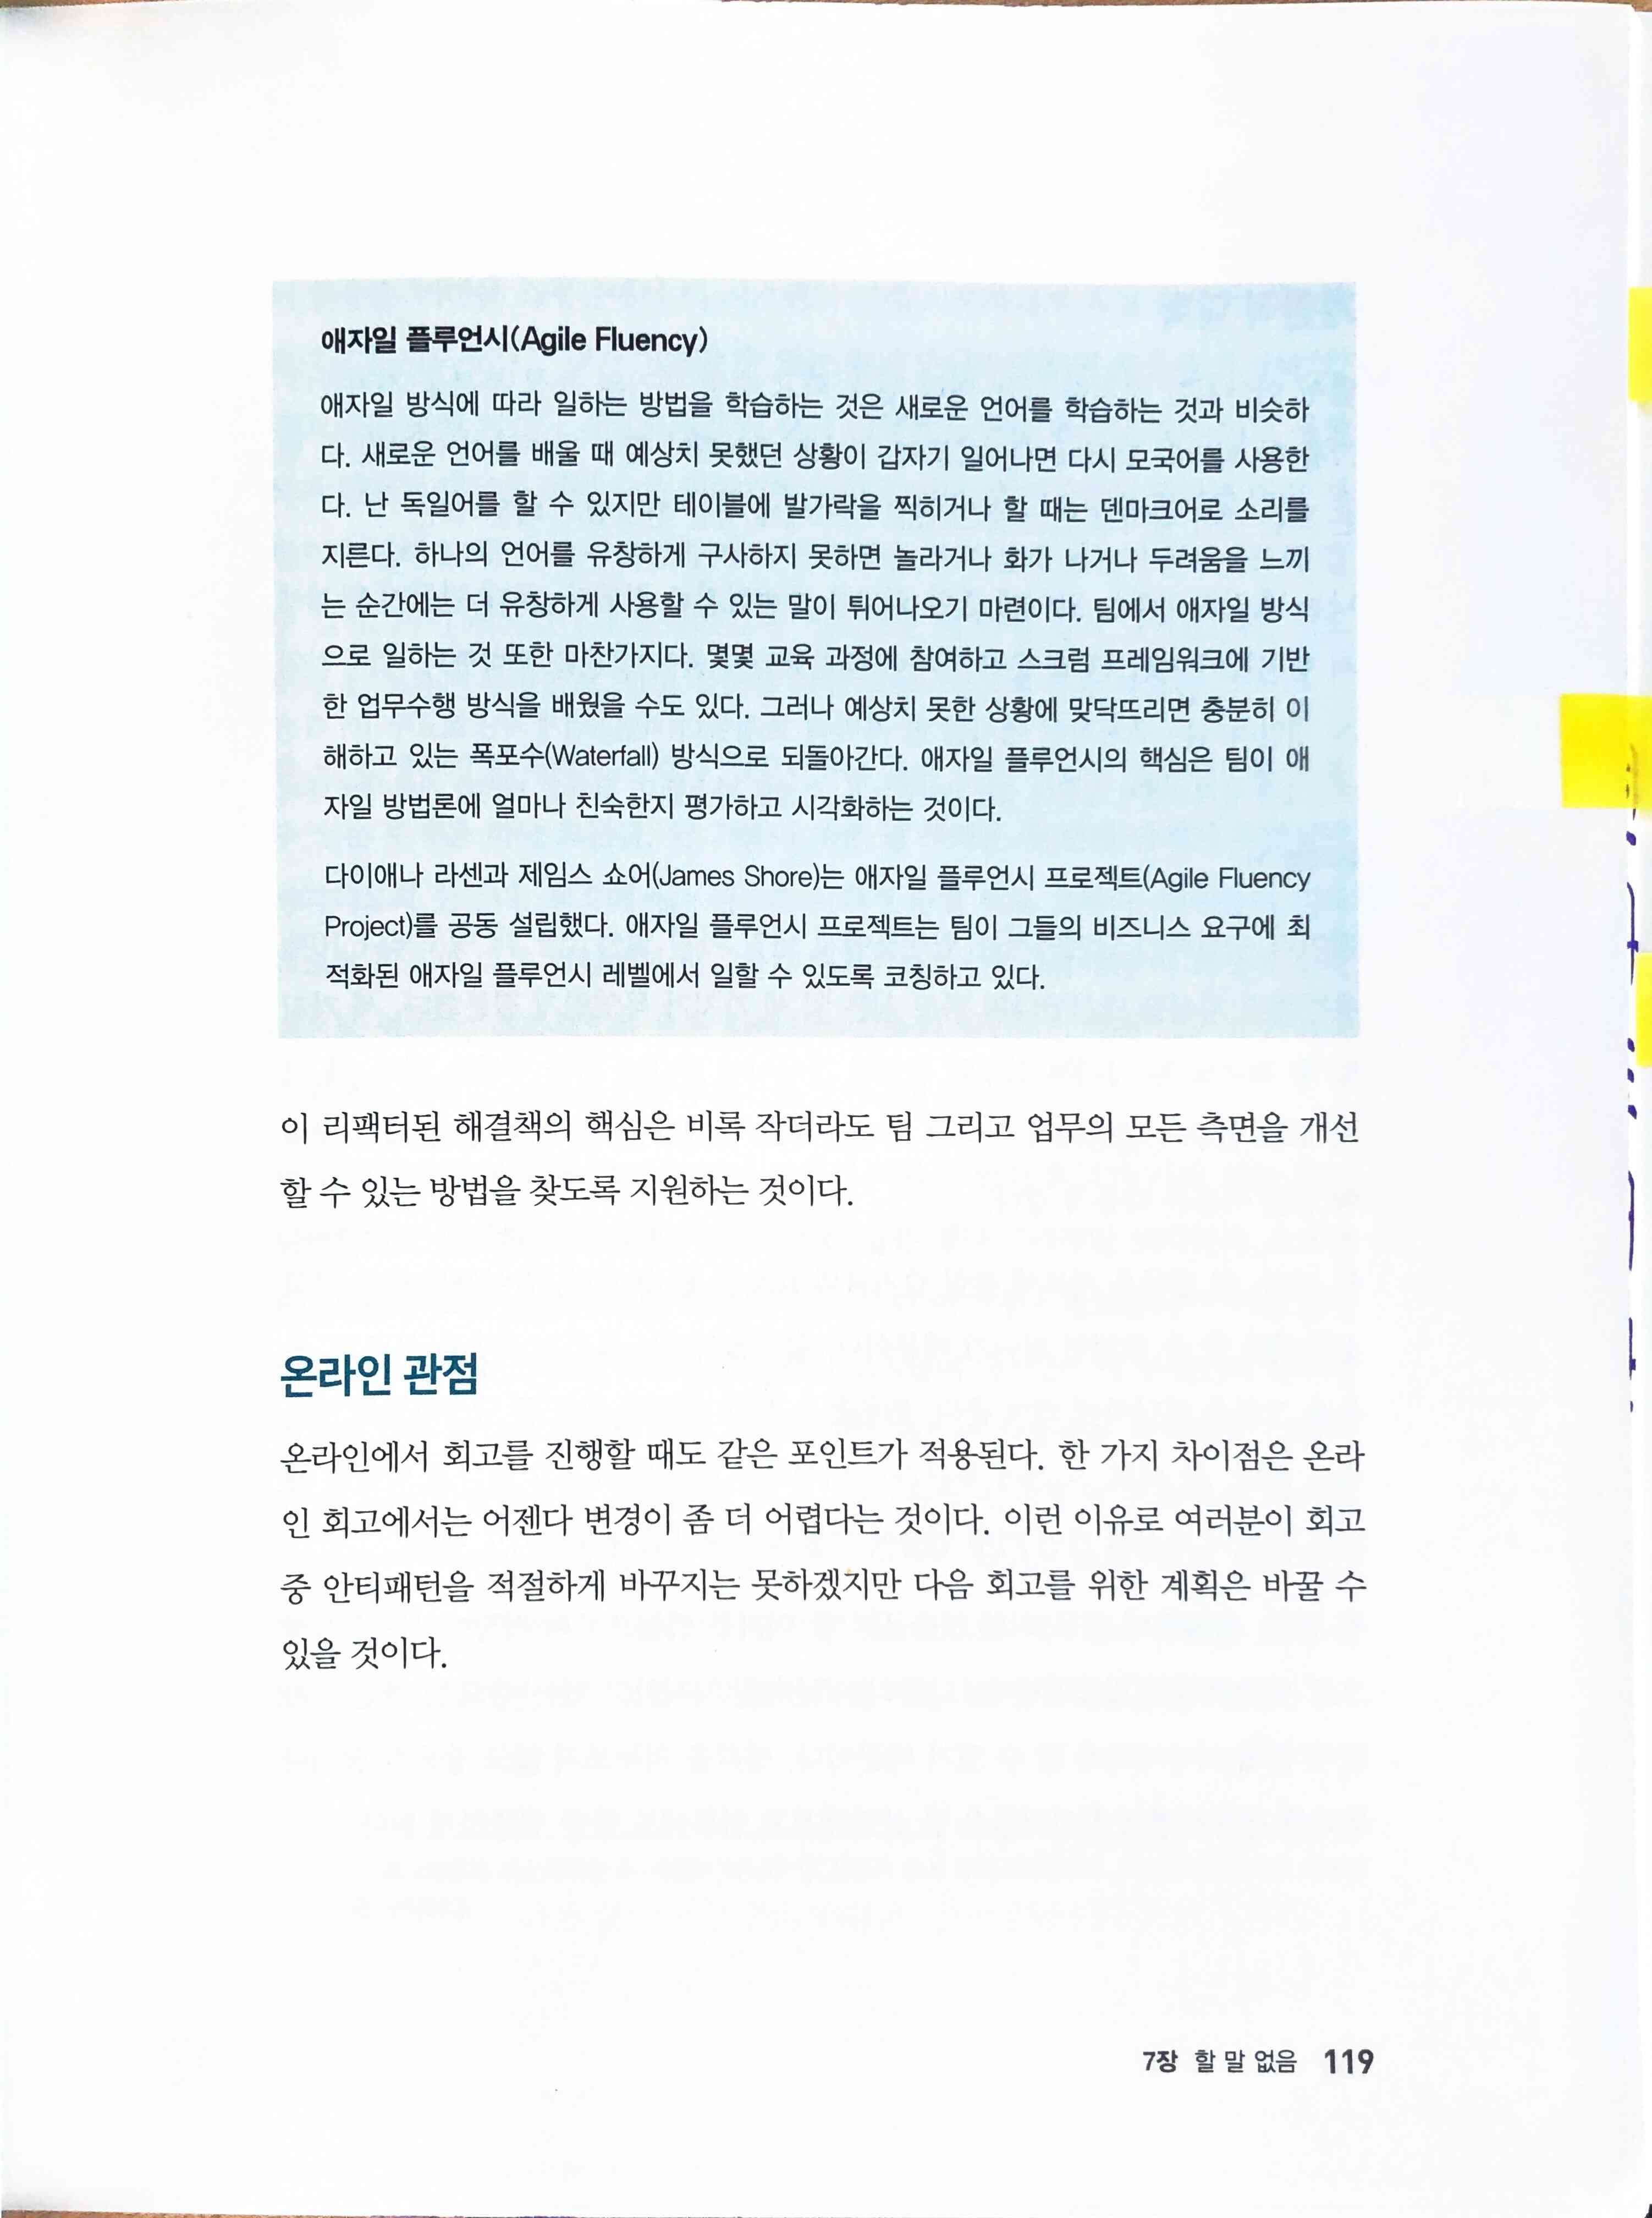 애자일 플루언시(Agile Fluency)
애자일 방식에 따라 일하는 방법을 학습하는 것은 새로운 언어를 학습하는 것과 비슷하
다. 새로운 언어를 배울 때 예상치 못했던 상황이 갑자기 일어나면 다시 모국어를 사용한
다. 난 독일어를 할 수 있지만 테이블에 발가락을 찍히거나 할 때는 덴마크어로 소리를
지른다. 하나의 언어를 유창하게 구사하지 못하면 놀라거나 화가 나거나 두려움을 느끼
는 순간에는 더 유창하게 사용할 수 있는 말이 튀어나오기 마련이다. 팀에서 애자일 방식
으로 일하는 것 또한 마찬가지다. 몇몇 교육 과정에 참여하고 스크럼 프레임워크에 기반
한 업무수행 방식을 배웠을 수도 있다. 그러나 예상치 못한 상황에 맞닥뜨리면 충분히 이
해하고 있는 폭포수(Waterfall) 방식으로 되돌아간다. 애자일 플루언시의 핵심은 팀이 애
자일 방법론에 얼마나 친숙한지 평가하고 시각화하는 것이다.
다이애나 라센과 제임스 쇼어(James Shore)는 애자일 플루언시 프로젝트(Agile Fluency
Project)를 공동 설립했다. 애자일 플루언시 프로젝트는 팀이 그들의 비즈니스 요구에 최
적화된 애자일 플루언시 레벨에서 일할 수 있도록 코칭하고 있다.
이 리팩터된 해결책의 핵심은 비록 작더라도 팀 그리고 업무의 모든 측면을 개선
할 수 있는 방법을 찾도록 지원하는 것이다.
온라인 관점
온라인에서 회고를 진행할 때도 같은 포인트가 적용된다. 한 가지 차이점은 온라
인 회고에서는 어젠다 변경이 좀 더 어렵다는 것이다. 이런 이유로 여러분이 회고
중 안티패턴을 적절하게 바꾸지는 못하겠지만 다음 회고를 위한 계획은 바꿀 수
있을 것이다.
7장 할 말 없음 119